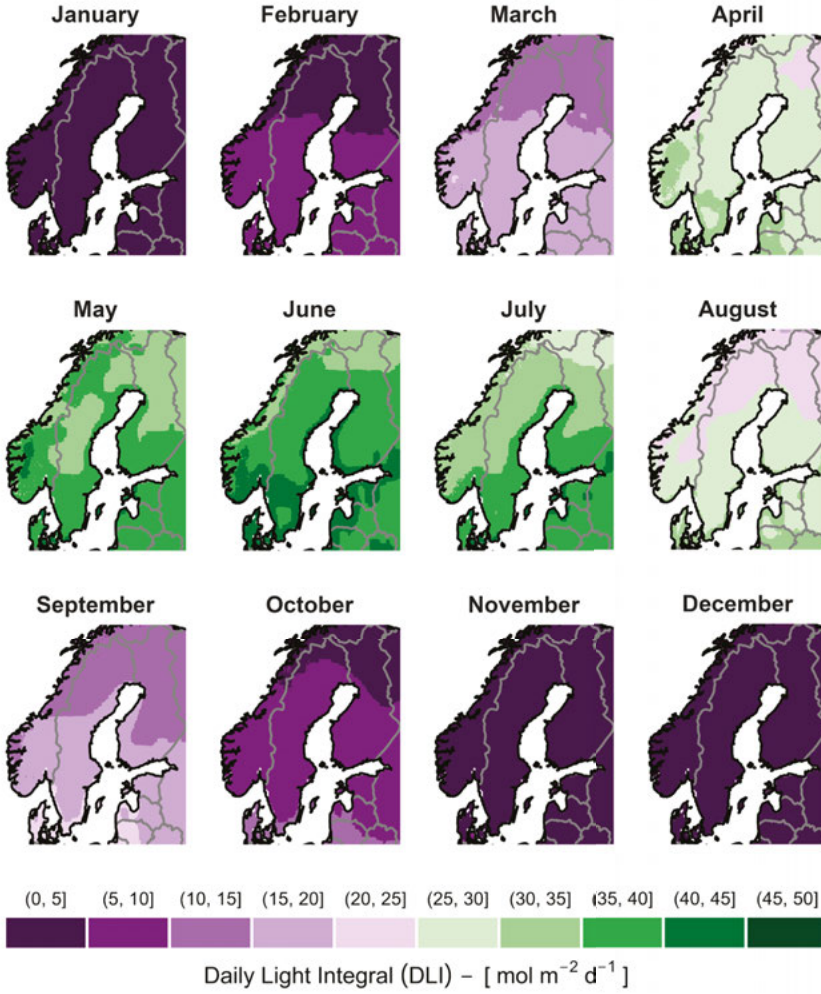 January February March April
May June July August
September October November December
(0, 5] (5, 10] (10, 15] (15, 20] (20, 25] (25, 30] (30, 35] (35, 40] (40, 45] (45, 50]
Daily Light Integral (DLI) – [ mol m⁻² d⁻¹ ]